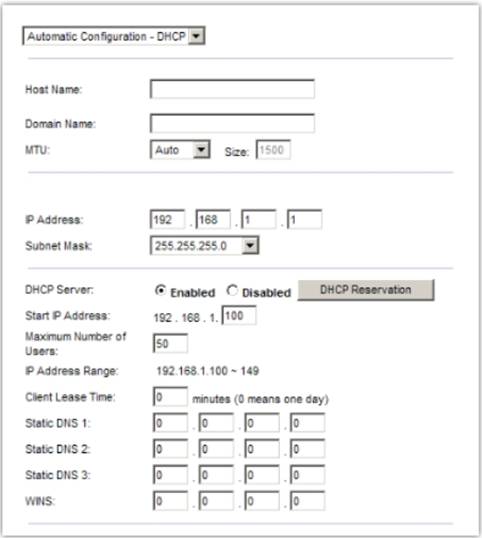 Automatic Configuration - DHCP
Host Name:
Domain Name:
MTU: Auto Size: 1500
IP Address: 192 . 168 . 1 . 1
Subnet Mask: 255.255.255.0
DHCP Server: Enabled Disabled DHCP Reservation
Start IP Address: 192 . 168 . 1. 100
Maximum Number of
Users: 50
IP Address Range: 192.168.1.100 ~ 149
Client Lease Time: 0 minutes (0 means one day)
Static DNS 1: 0 . 0 . 0 . 0
Static DNS 2: 0 . 0 . 0 . 0
Static DNS 3: 0 . 0 . 0 . 0
WINS: 0 . 0 . 0 . 0